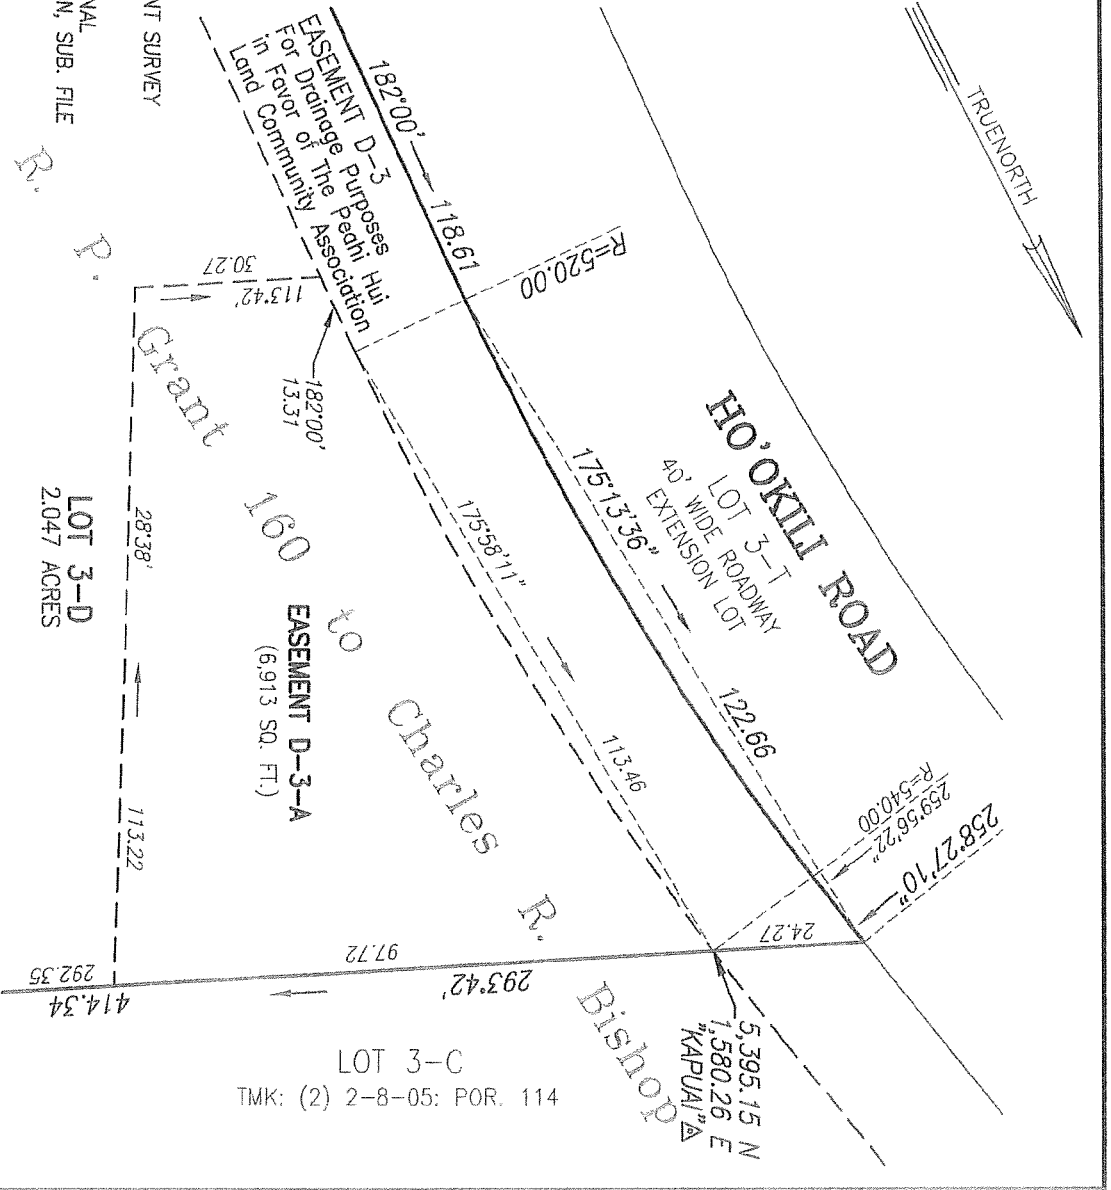 TRUENORTH
HO'OKILI ROAD
LOT 3-T
40' WIDE ROADWAY
EXTENSION LOT
NT SURVEY
NAL
N, SUB. FILE
EASEMENT D-3
For Drainage Purposes
in Favor of The Peahi Hui
Land Community Association
182°00'
118.61
R=520.00
175°13'36"
122.66
R=540.00
259°56'22"
258°27'10"
175°58'11"
113.46
182°00'
13.31
113°42'
30.27
28°38'
113.22
EASEMENT D-3-A
(6,913 SQ. FT.)
LOT 3-D
2.047 ACRES
R. P. Grant 160 to Charles R. Bishop
24.27
97.72
293°42'
292.35
414.34
5,395.15 N
1,580.26 E
"KAPUAI"
LOT 3-C
TMK: (2) 2-8-05: POR. 114